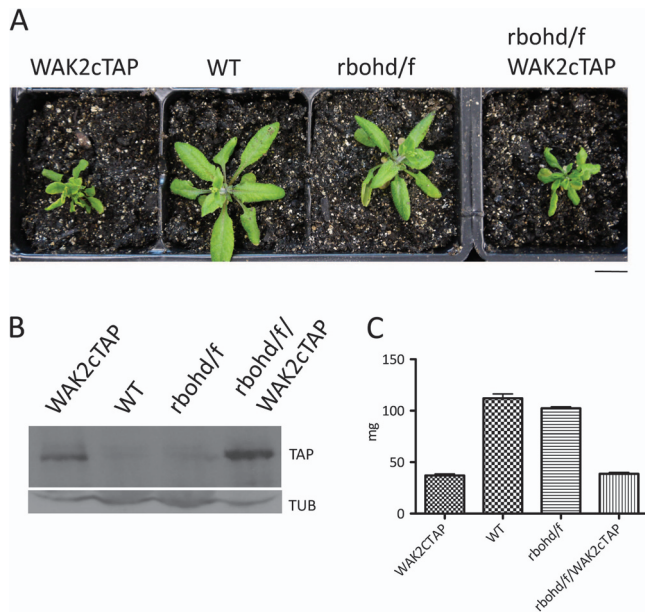 A
WAK2cTAP
WT
rbohd/f
rbohd/f
WAK2cTAP
B
WAK2cTAP
WT
rbohd/f
rbohd/f/
WAK2cTAP
TAP
TUB
C
150
100
50
0
mg
WAK2CTAP
WT
rbohd/f
rbohd/f/WAK2cTAP